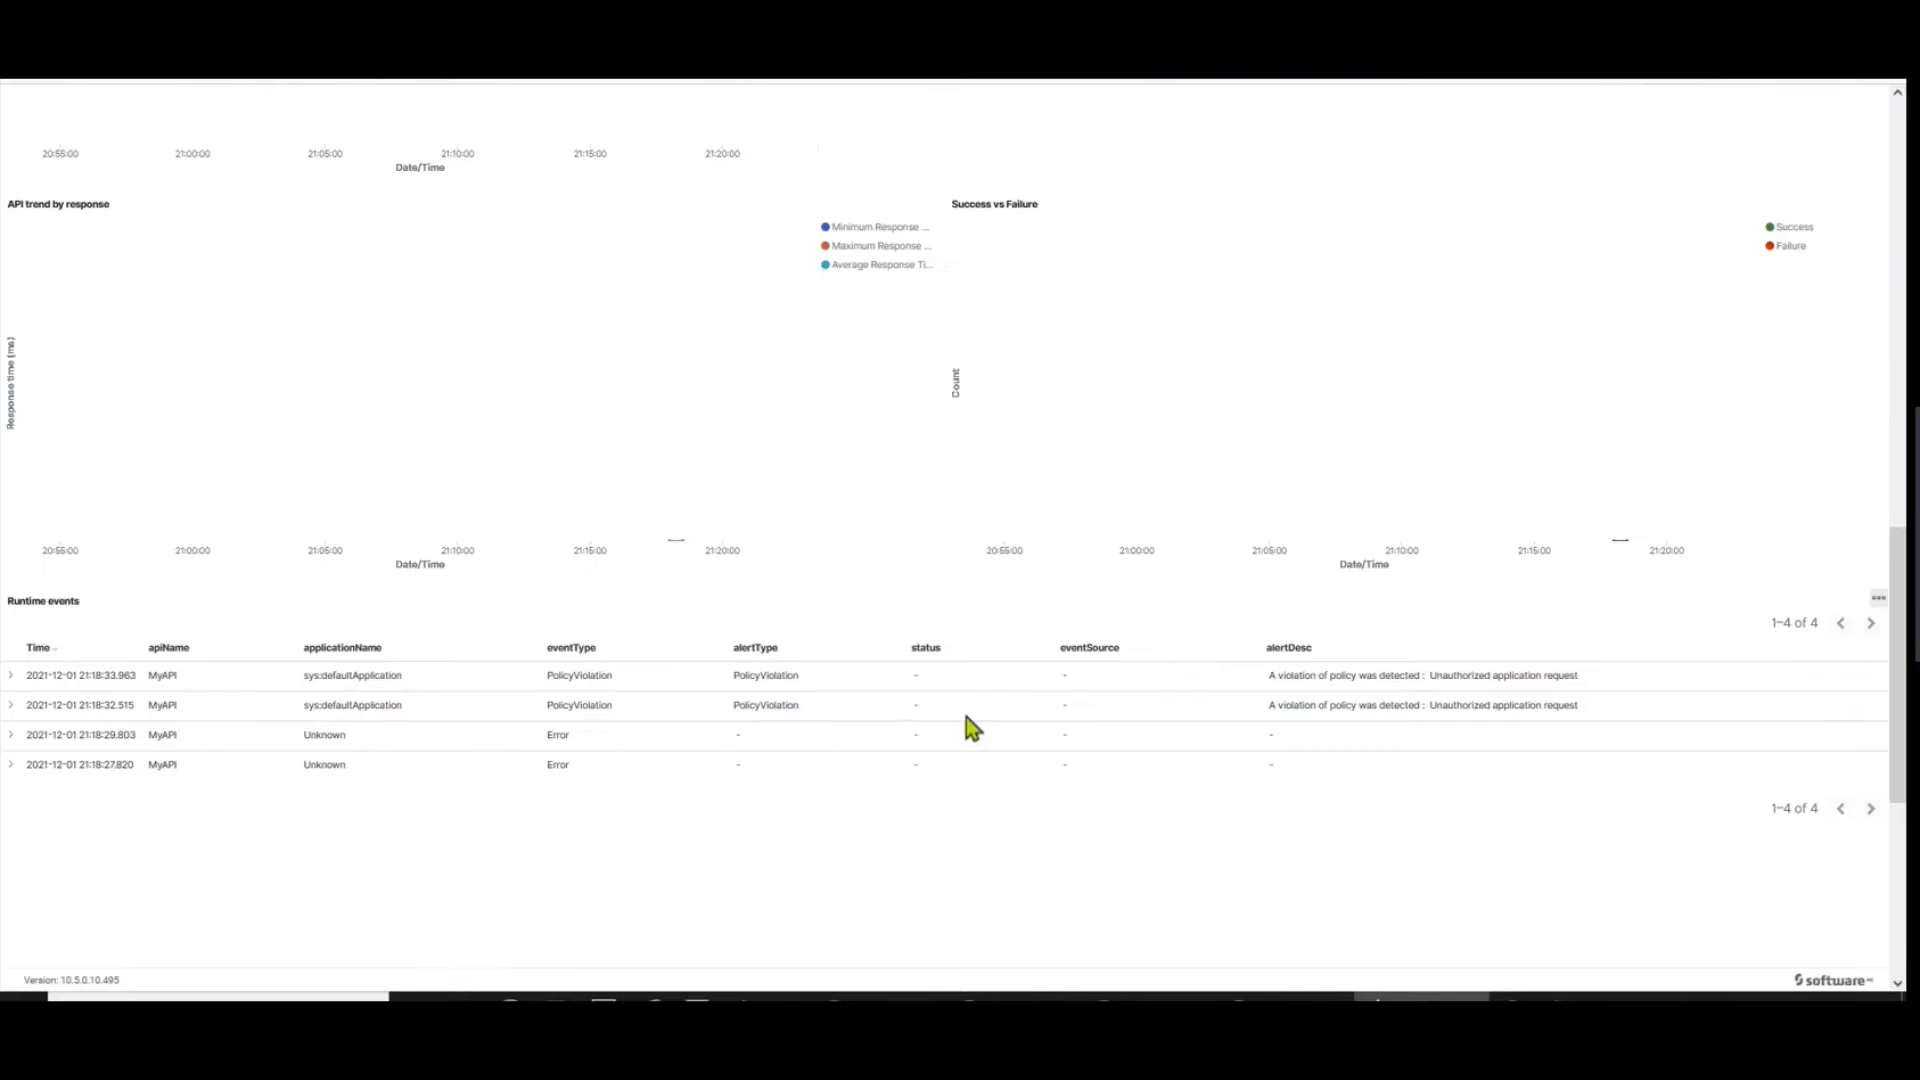 20:55:00 21:00:00 21:05:00 21:10:00 21:15:00 21:20:00
Date/Time
API trend by response
Minimum Response ...
Maximum Response ...
Average Response Ti...
Response time (ms)
20:55:00 21:00:00 21:05:00 21:10:00 21:15:00 21:20:00
Date/Time
Success vs Failure
Success
Failure
Count
20:55:00 21:00:00 21:05:00 21:10:00 21:15:00 21:20:00
Date/Time
Runtime events
1–4 of 4
Time apiName applicationName eventType alertType status eventSource alertDesc
2021-12-01 21:18:33.963 MyAPI sys:defaultApplication PolicyViolation PolicyViolation - - A violation of policy was detected : Unauthorized application request
2021-12-01 21:18:32.515 MyAPI sys:defaultApplication PolicyViolation PolicyViolation - - A violation of policy was detected : Unauthorized application request
2021-12-01 21:18:29.803 MyAPI Unknown Error - - - -
2021-12-01 21:18:27.820 MyAPI Unknown Error - - - -
1–4 of 4
Version: 10.5.0.10.495
software AG